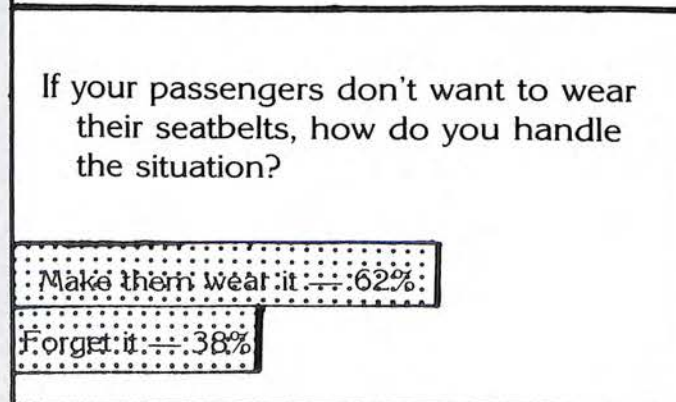 If your passengers don't want to wear
their seatbelts, how do you handle
the situation?
Make them wear it — 62%
Forget it — 38%